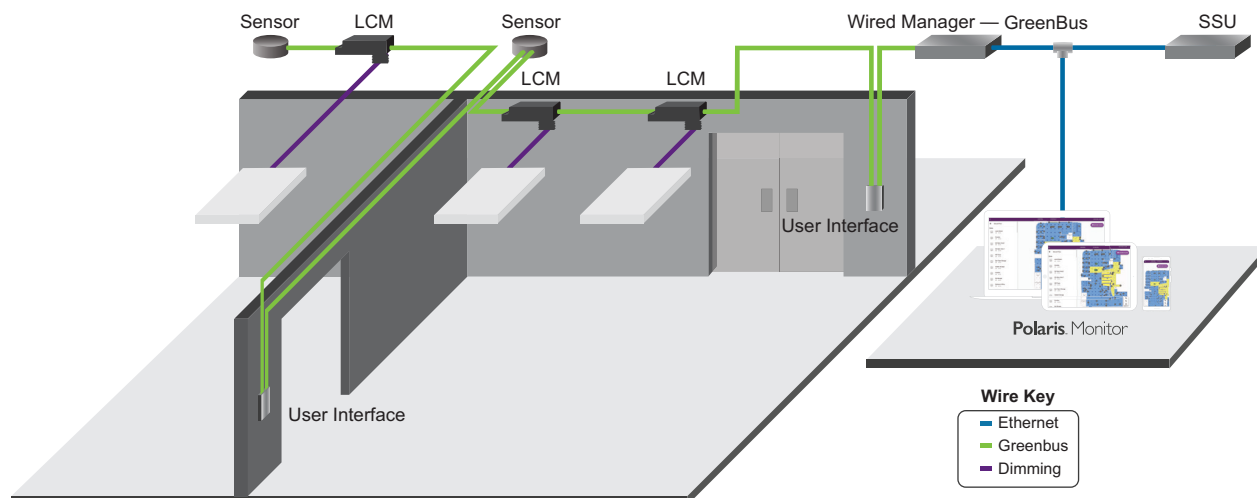 Sensor
LCM
Sensor
Wired Manager — GreenBus
SSU
LCM
LCM
User Interface
Polaris. Monitor
User Interface
Wire Key
Ethernet
Greenbus
Dimming